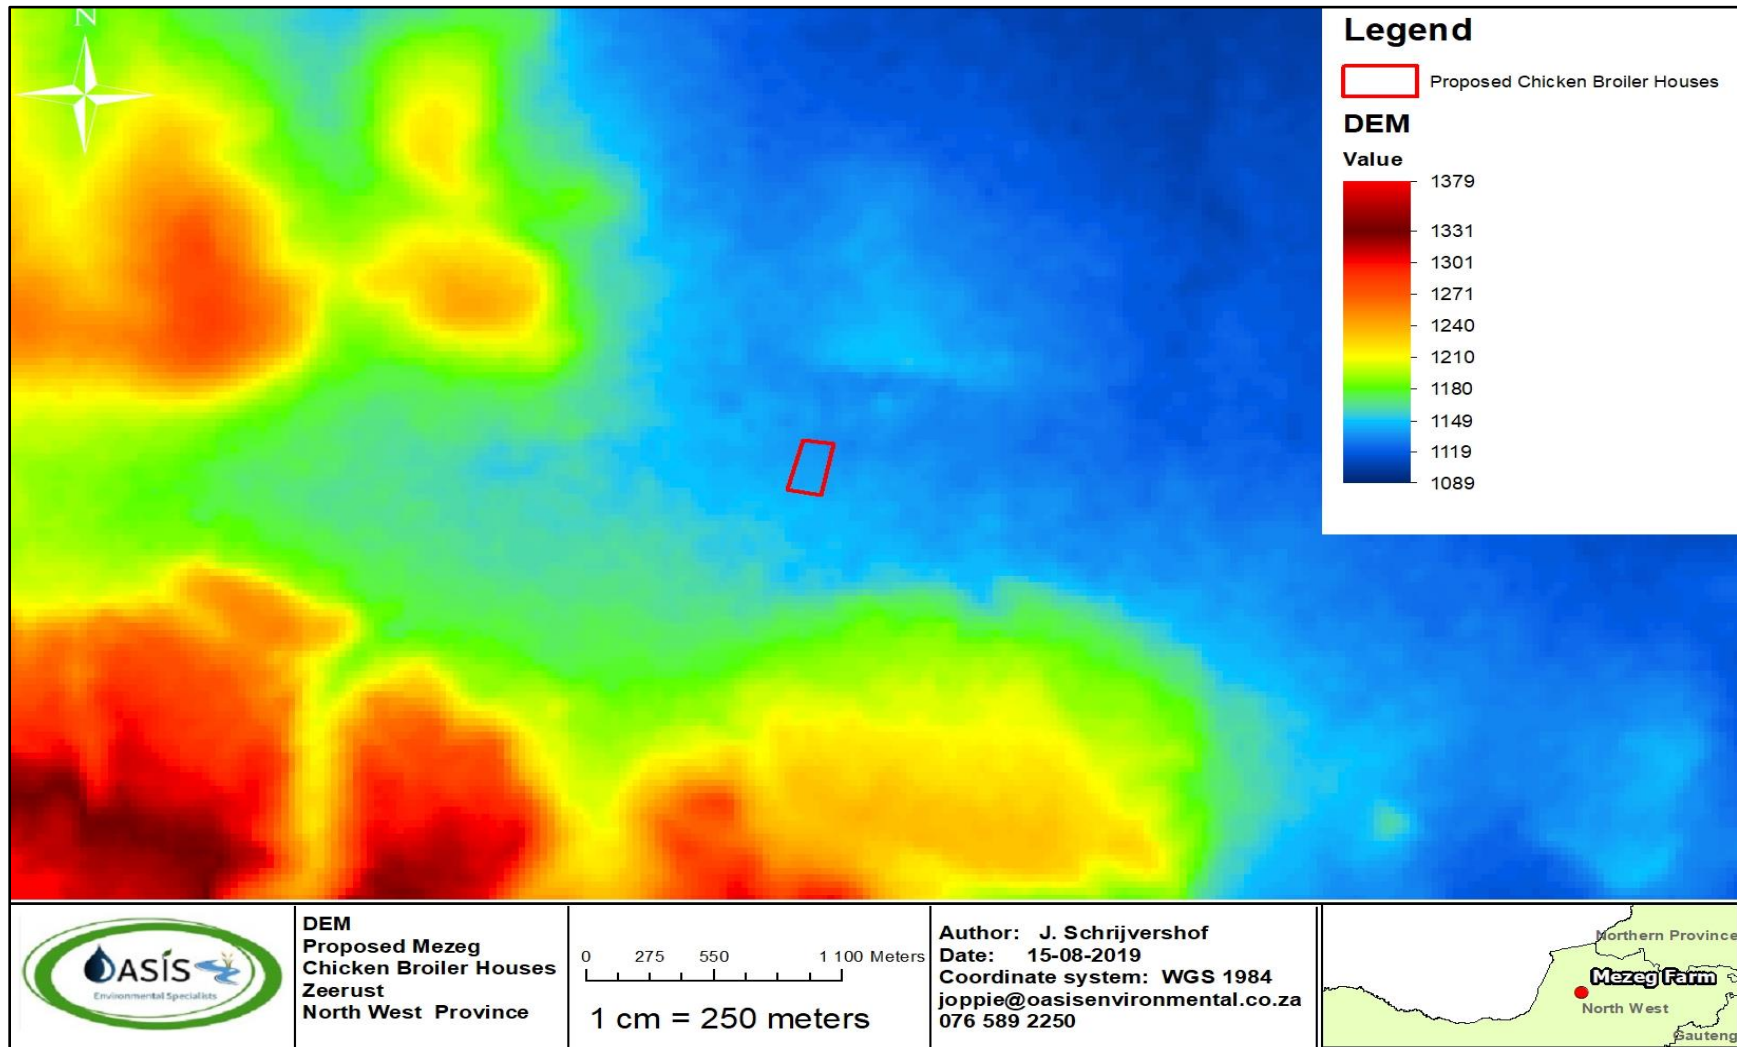 N
Legend
Proposed Chicken Broiler Houses
DEM
Value
1379
1331
1301
1271
1240
1210
1180
1149
1119
1089
OASIS
Environmental Specialists
DEM
Proposed Mezeg
Chicken Broiler Houses
Zeerust
North West Province
0 275 550 1 100 Meters
1 cm = 250 meters
Author: J. Schrijvershof
Date: 15-08-2019
Coordinate system: WGS 1984
joppie@oasisenvironmental.co.za
076 589 2250
Northern Province
Mezeg Farm
North West
Gauteng